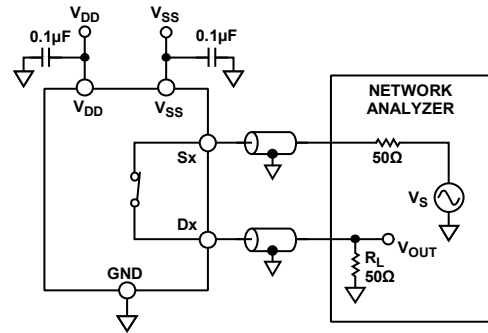 VDD
VSS
0.1µF
0.1µF
VDD
VSS
NETWORK
ANALYZER
Sx
50Ω
VS
Dx
VOUT
RL
50Ω
GND